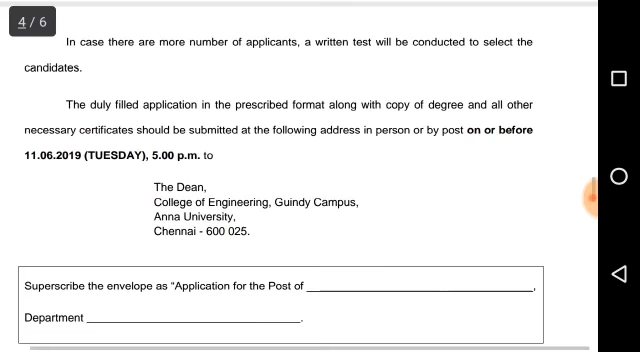 4 / 6
In case there are more number of applicants, a written test will be conducted to select the
candidates.
The duly filled application in the prescribed format along with copy of degree and all other
necessary certificates should be submitted at the following address in person or by post on or before
11.06.2019 (TUESDAY), 5.00 p.m. to
The Dean,
College of Engineering, Guindy Campus,
Anna University,
Chennai - 600 025.
Superscribe the envelope as “Application for the Post of ____________________________________,
Department __________________________________.